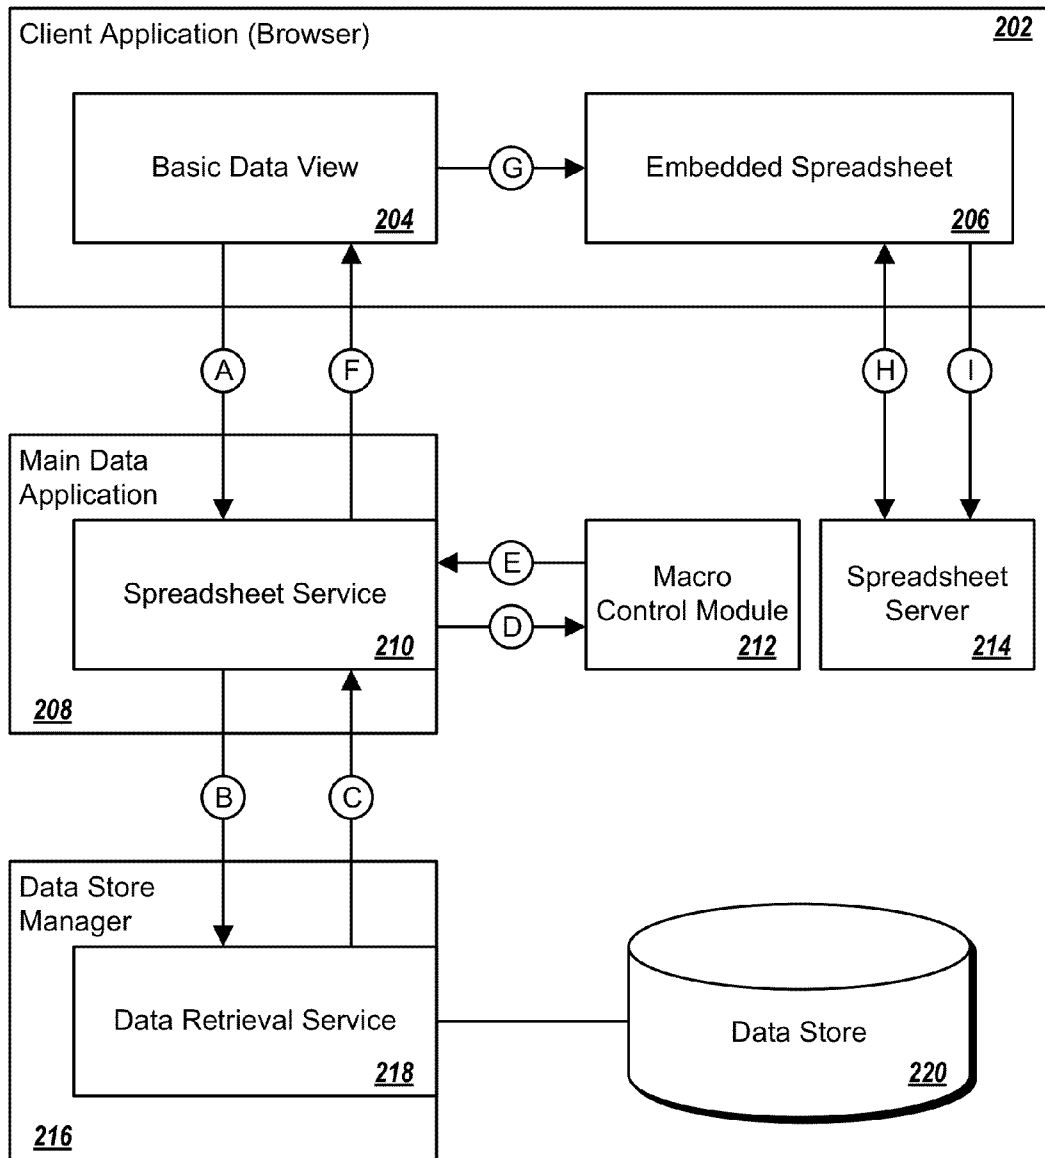 Client Application (Browser)
202
Basic Data View
204
G
Embedded Spreadsheet
206
A
F
H
I
Main Data
Application
Spreadsheet Service
210
208
E
D
Macro
Control Module
212
Spreadsheet
Server
214
B
C
Data Store
Manager
Data Retrieval Service
218
216
Data Store
220